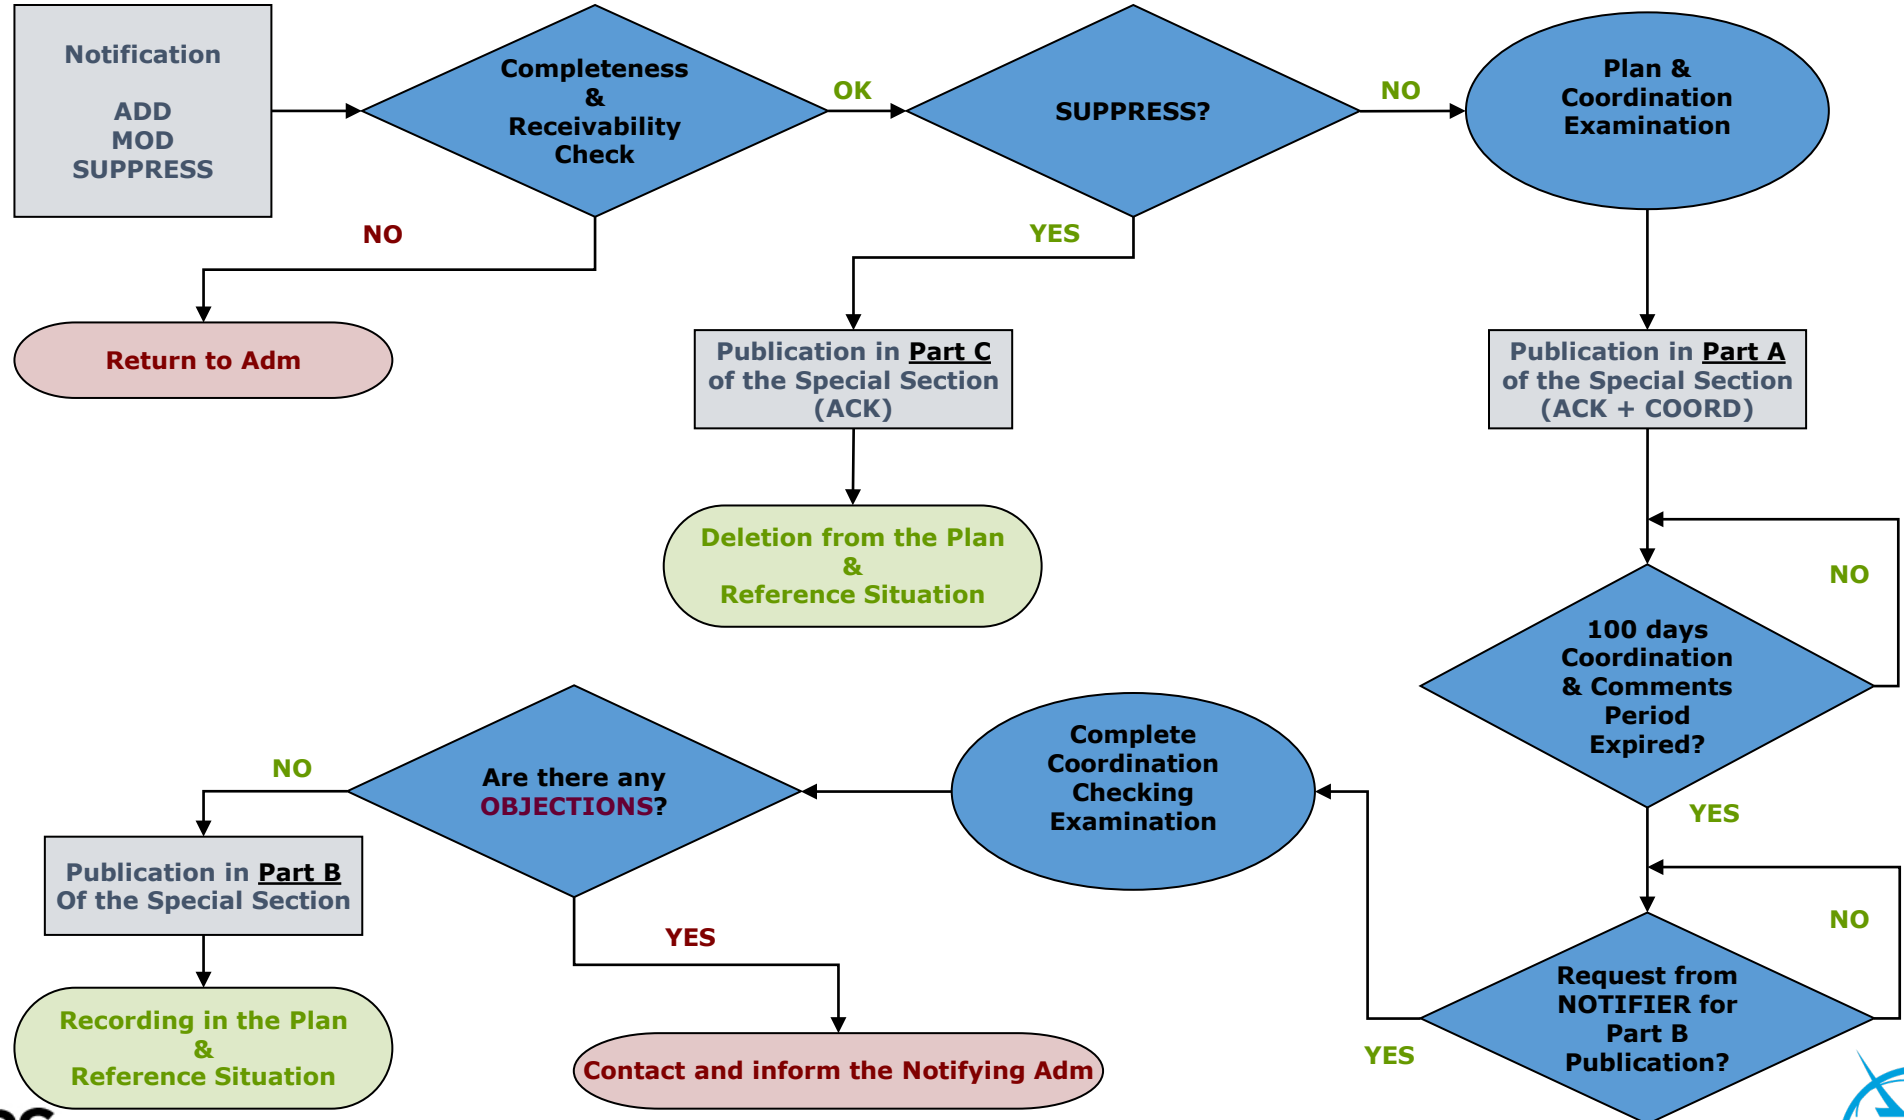 Notification
ADD
MOD
SUPPRESS
Completeness
&
Receivability
Check
OK
SUPPRESS?
NO
Plan &
Coordination
Examination
NO
YES
Return to Adm
Publication in Part C
of the Special Section
(ACK)
Publication in Part A
of the Special Section
(ACK + COORD)
Deletion from the Plan
&
Reference Situation
NO
100 days
Coordination
& Comments
Period
Expired?
YES
NO
Request from
NOTIFIER for
Part B
Publication?
YES
Complete
Coordination
Checking
Examination
Are there any
OBJECTIONS?
NO
Publication in Part B
Of the Special Section
YES
Recording in the Plan
&
Reference Situation
Contact and inform the Notifying Adm